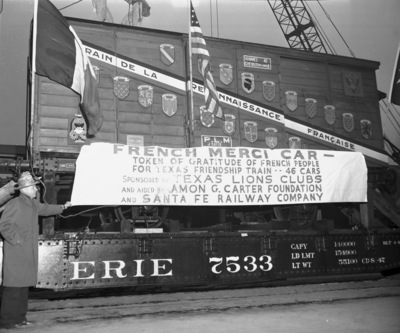 TRAIN DE LA RECONNAISSANCE FRANÇAISE
FRENCH MERCI CAR -
TOKEN OF GRATITUDE OF FRENCH PEOPLE
FOR TEXAS FRIENDSHIP TRAIN -- 46 CARS
SPONSORED BY TEXAS LIONS CLUBS
AND AIDED BY AMON G. CARTER FOUNDATION
AND SANTA FE RAILWAY COMPANY
ERIE 7533
CAPY 140000
LD LMT
LT WT 55100